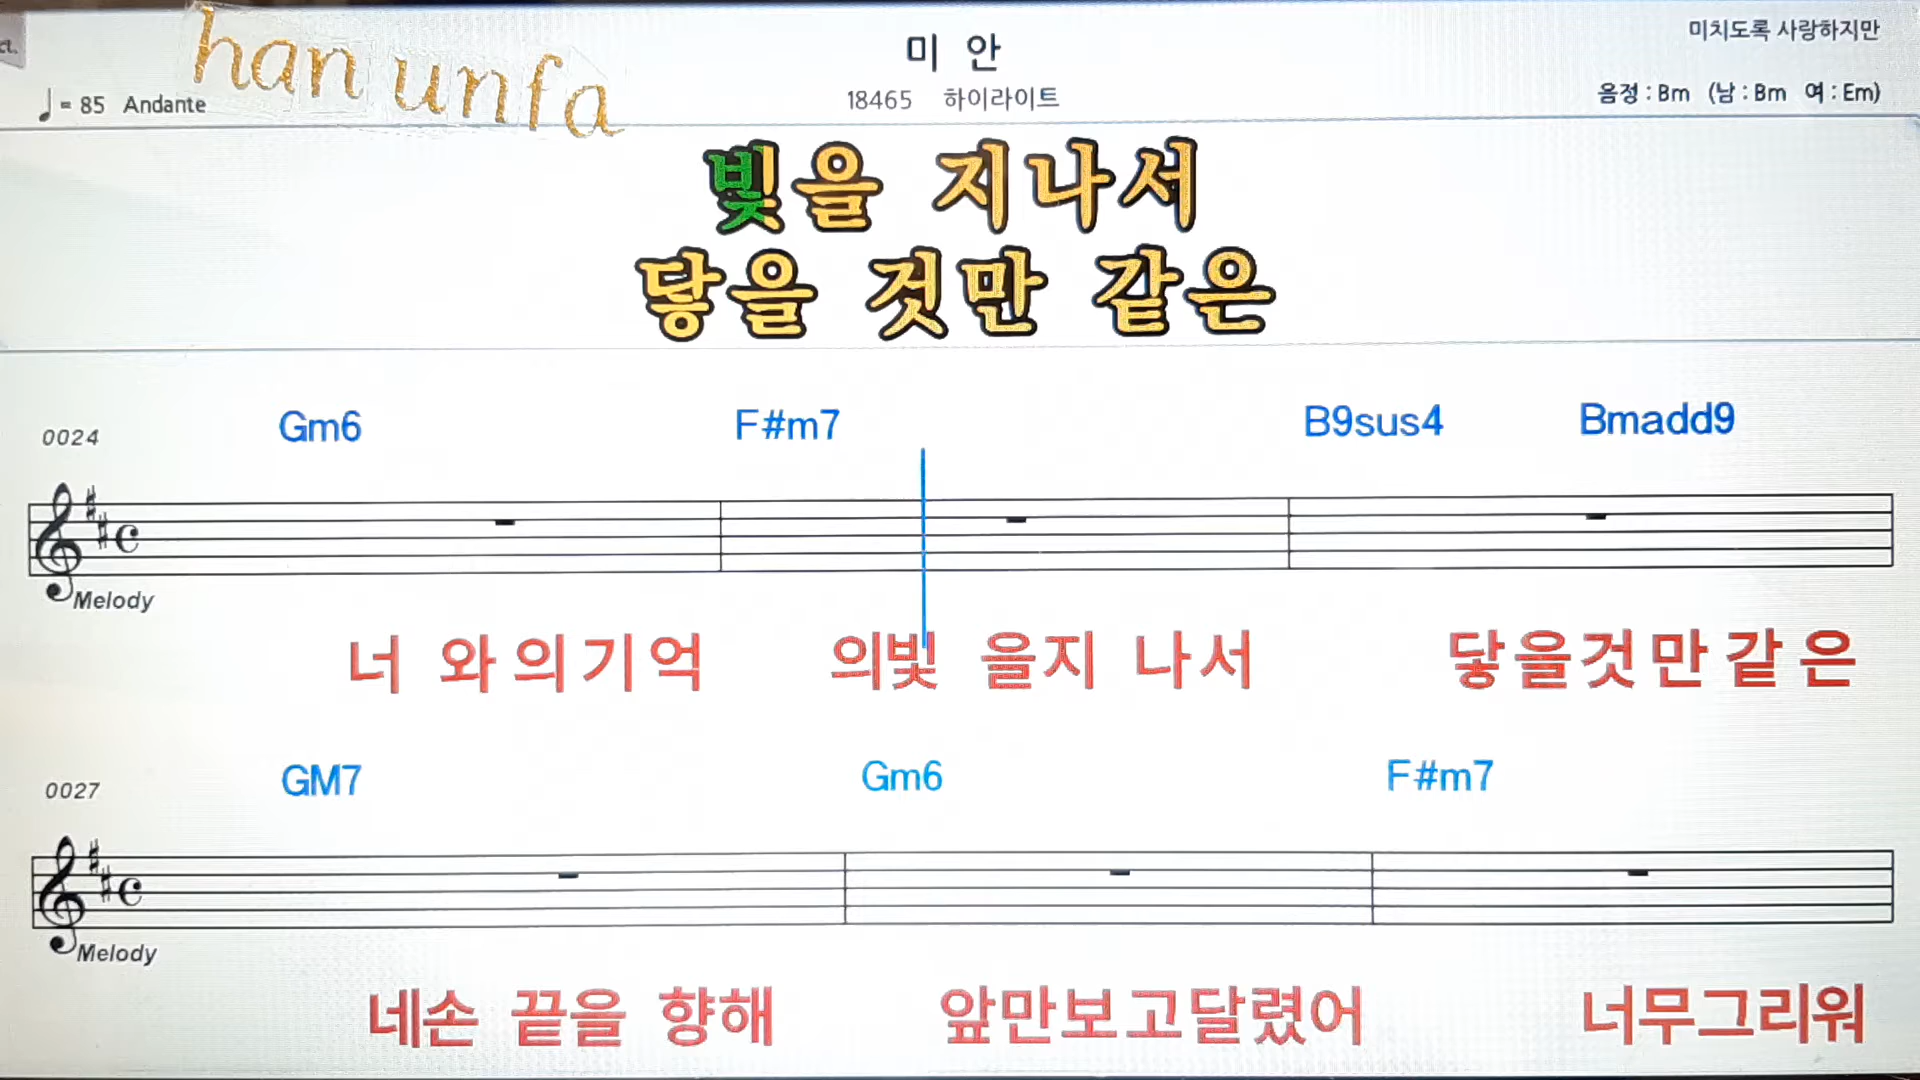 ct.
han unfa
미 안
미치도록 사랑하지만
♩ = 85 Andante
18465 하이라이트
음정 : Bm (남 : Bm 여 : Em)
빛을 지나서
닿을 것만 같은
0024 Gm6 F#m7 B9sus4 Bmadd9
Melody
너 와의기억 의빛 을지 나서 닿을것만같은
0027 GM7 Gm6 F#m7
Melody
네손 끝을 향해 앞만보고달렸어 너무그리워